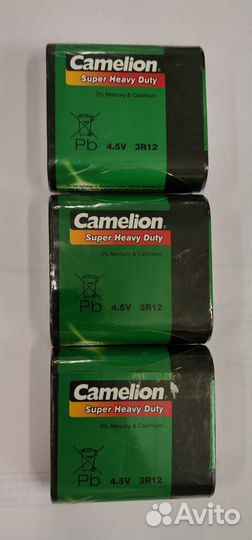 Camelion
Super Heavy Duty
0% Mercury & Cadmium
Pb 4.5V 3R12
Camelion
Super Heavy Duty
0% Mercury & Cadmium
Pb 4.5V 3R12
Camelion
Super Heavy Duty
0% Mercury & Cadmium
Pb 4.5V 3R12
Avito